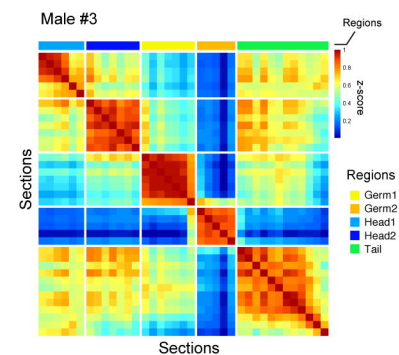 Male #3
Regions
1
0.8
0.6
0.4
0.2
z-score
Sections
Regions
Germ1
Germ2
Head1
Head2
Tail
Sections